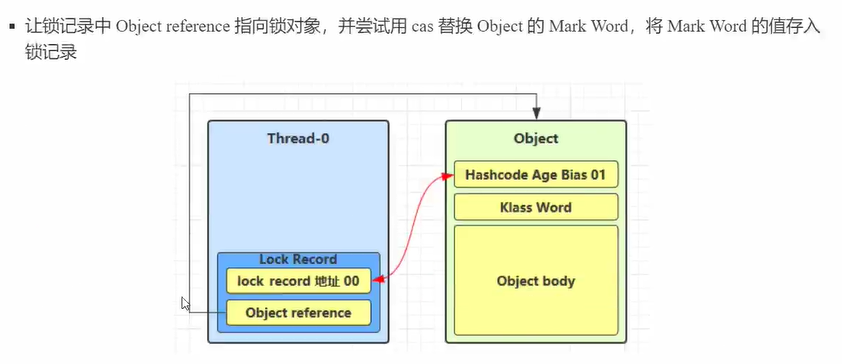 让锁记录中 Object reference 指向锁对象，并尝试用 cas 替换 Object 的 Mark Word，将 Mark Word 的值存入
锁记录
Thread-0
Object
Hashcode Age Bias 01
Klass Word
Lock Record
lock record 地址 00
Object reference
Object body